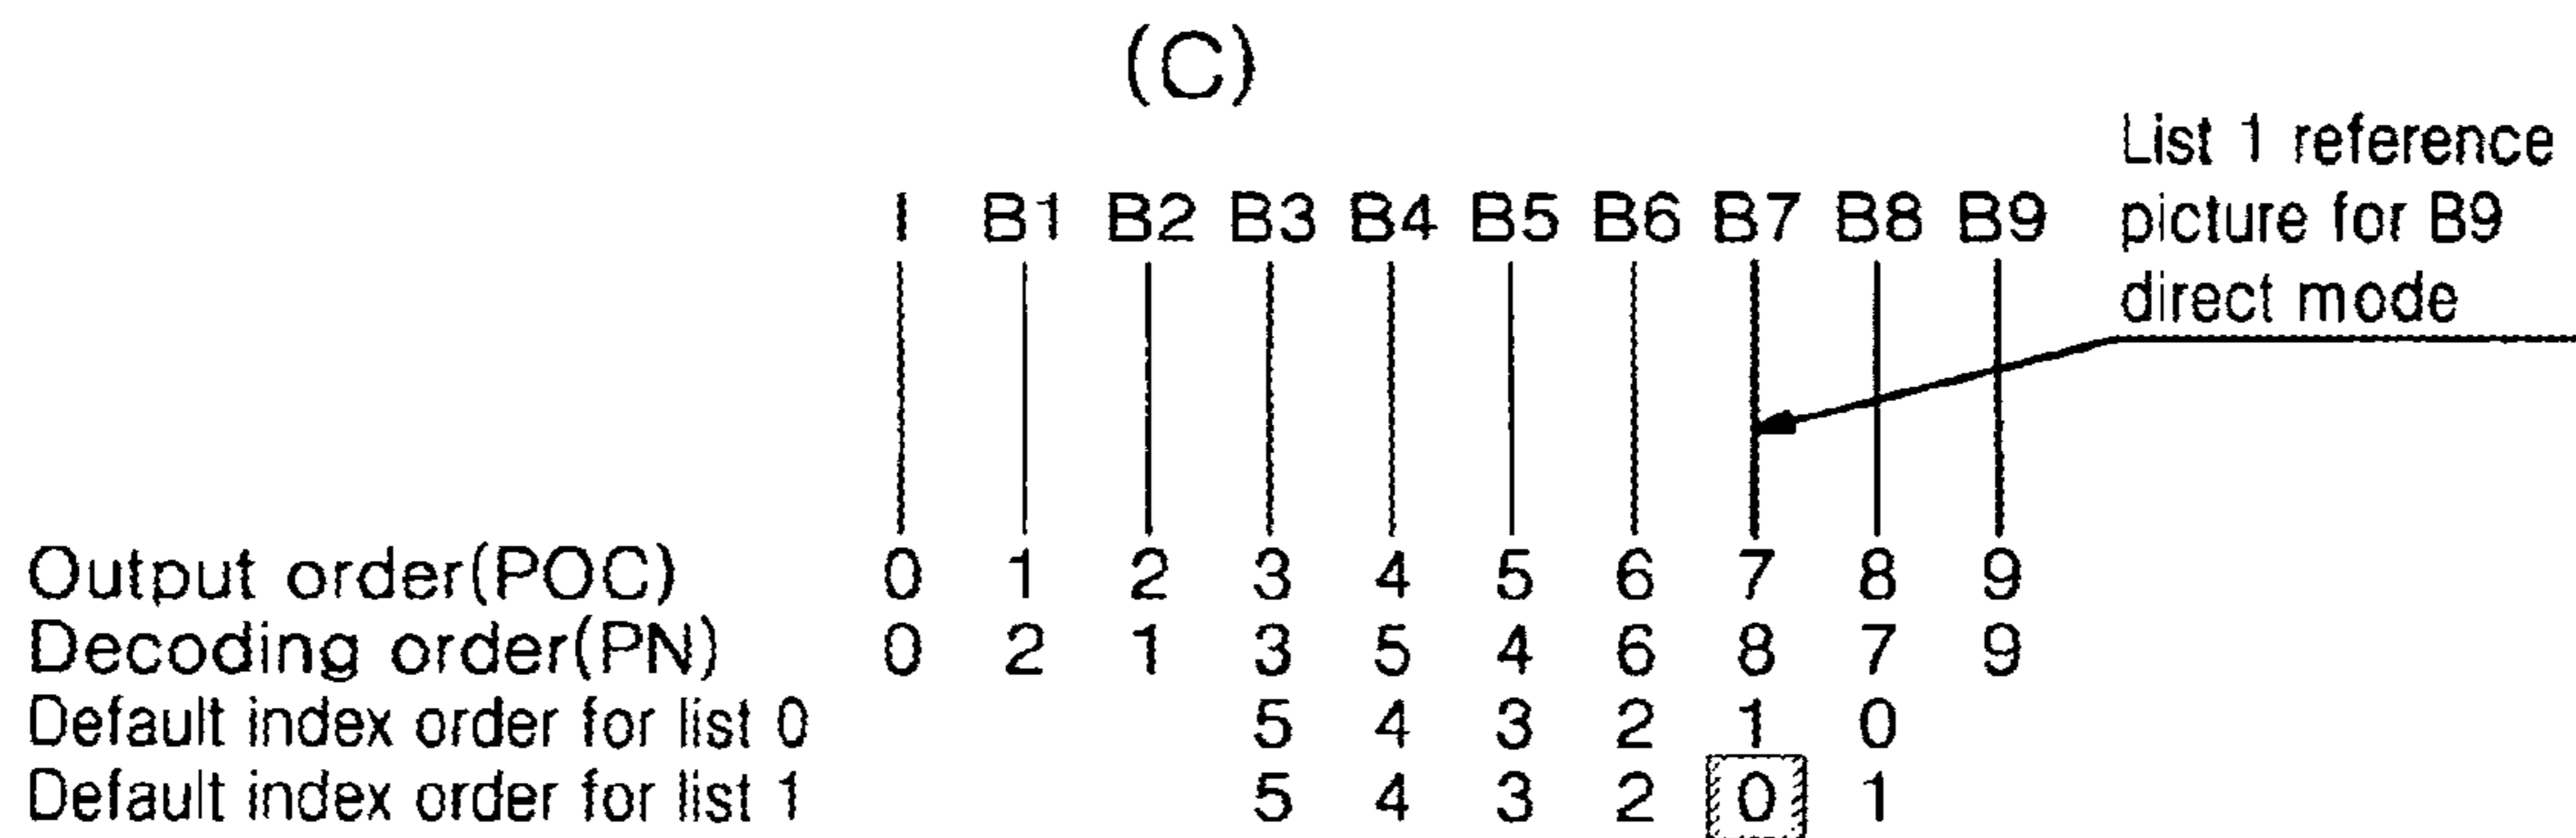 (C)
List 1 reference
picture for B9
direct mode
I B1 B2 B3 B4 B5 B6 B7 B8 B9
Output order(POC) 0 1 2 3 4 5 6 7 8 9
Decoding order(PN) 0 2 1 3 5 4 6 8 7 9
Default index order for list 0 5 4 3 2 1 0
Default index order for list 1 5 4 3 2 0 1